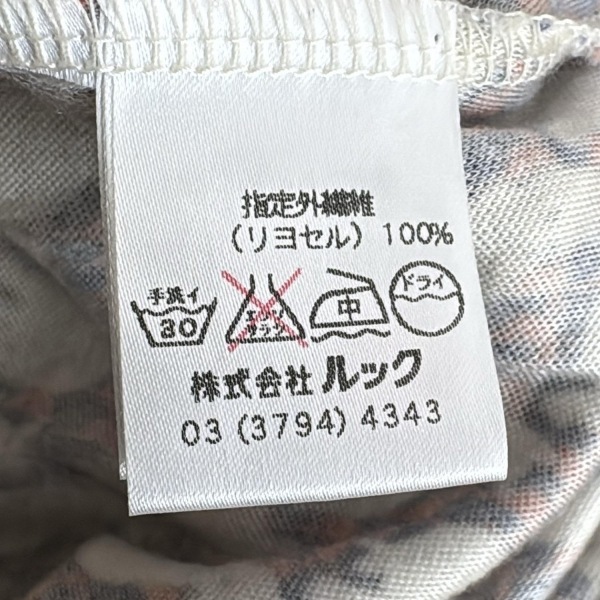 指定外繊維
(リヨセル) 100%
手洗イ 30 エンソ サラシ 中 ドライ
株式会社 ルック
03 (3794) 4343